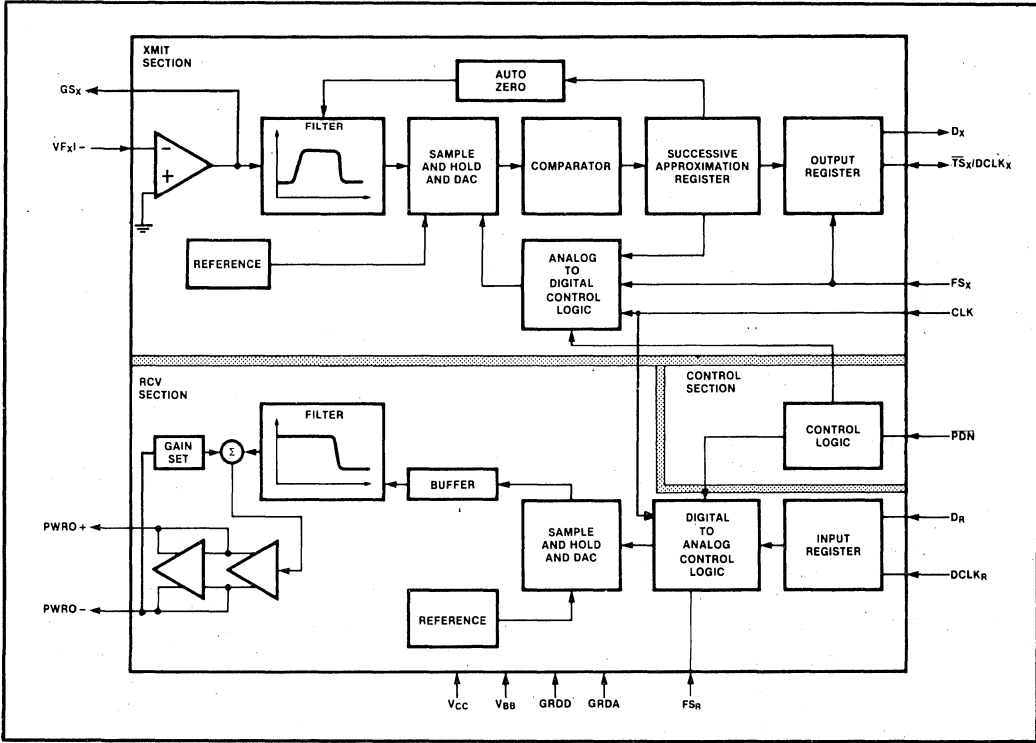 XMIT
SECTION
AUTO
ZERO
GSX
FILTER
DX
VFXI-
-
+
SAMPLE
AND HOLD
AND DAC
COMPARATOR
SUCCESSIVE
APPROXIMATION
REGISTER
OUTPUT
REGISTER
TSX/DCLKX
REFERENCE
ANALOG
TO
DIGITAL
CONTROL
LOGIC
FSX
CLK
RCV
SECTION
CONTROL
SECTION
FILTER
GAIN
SET
Σ
CONTROL
LOGIC
PDN
BUFFER
PWRO+
SAMPLE
AND HOLD
AND DAC
DIGITAL
TO
ANALOG
CONTROL
LOGIC
INPUT
REGISTER
DR
DCLKR
PWRO-
REFERENCE
VCC
VBB
GRDD
GRDA
FSR